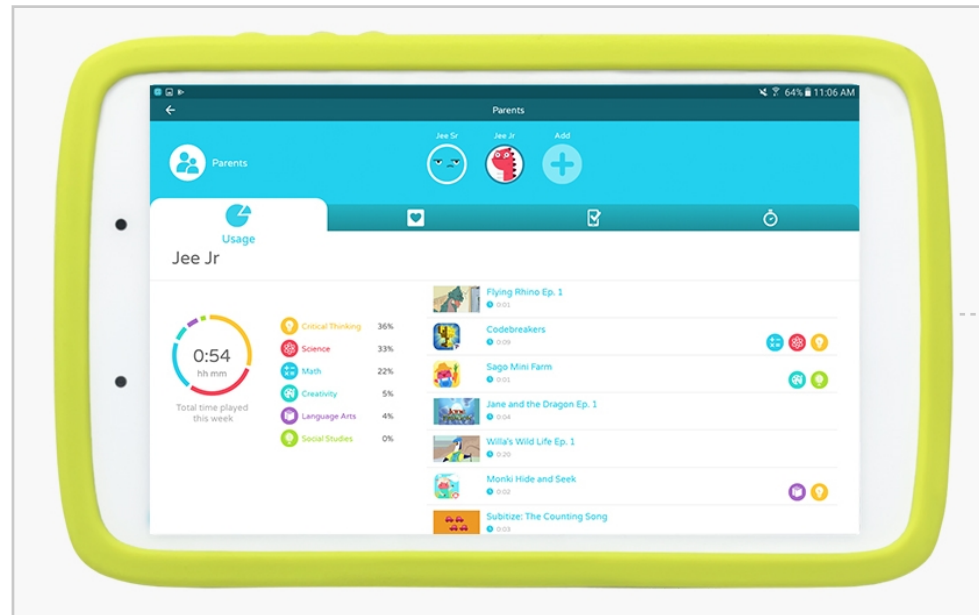 64% 11:06 AM
Parents
Jee Sr
Jee Jr
Add
Parents
Usage
Jee Jr
0:54
hh mm
Total time played
this week
Critical Thinking 36%
Science 33%
Math 22%
Creativity 5%
Language Arts 4%
Social Studies 0%
Flying Rhino Ep. 1
0:01
Codebreakers
0:09
Sago Mini Farm
0:01
Jane and the Dragon Ep. 1
0:04
Willa's Wild Life Ep. 1
0:20
Monki Hide and Seek
0:02
Subitize: The Counting Song
0:03